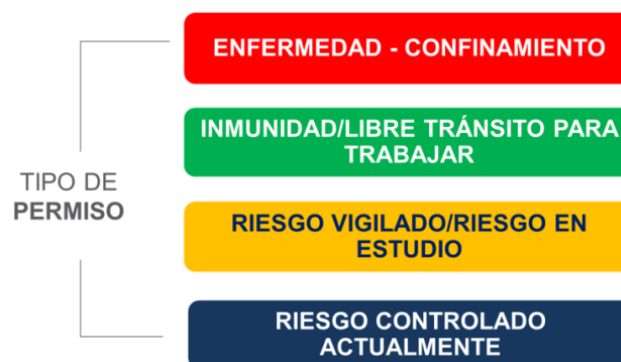 ENFERMEDAD - CONFINAMIENTO
INMUNIDAD/LIBRE TRÁNSITO PARA
TRABAJAR
TIPO DE
PERMISO
RIESGO VIGILADO/RIESGO EN
ESTUDIO
RIESGO CONTROLADO
ACTUALMENTE